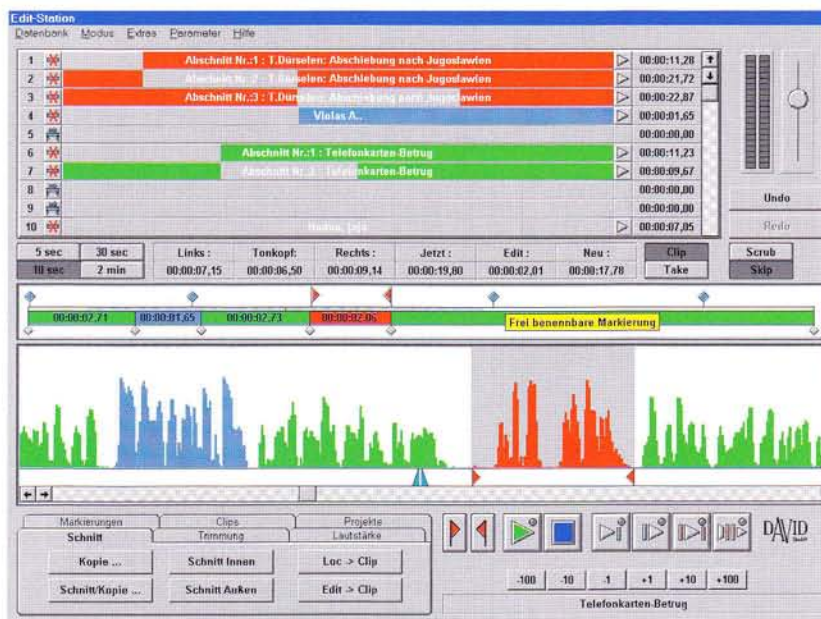 Edit-Station
Datenbank Modus Extras Parameter Hilfe
1 Abschnitt Nr.:1 : T.Dürselen: Abschiebung nach Jugoslawien 00:00:11,28
2 Abschnitt Nr.:2 : T.Dürselen: Abschiebung nach Jugoslawien 00:00:21,72
3 Abschnitt Nr.:3 : T.Dürselen: Abschiebung nach Jugoslawien 00:00:22,87
4 Violas A.. 00:00:01,65
5 00:00:00,00
6 Abschnitt Nr.:1 : Telefonkarten-Betrug 00:00:11,23
7 Abschnitt Telefonkarten-Betrug 00:00:09,67
8 00:00:00,00
9 00:00:00,00
10 00:00:07,05
Undo
Redo
5 sec 30 sec Links : Tonkopf: Rechts : Jetzt : Edit : Neu : Clip Scrub
10 sec 2 min 00:00:07,15 00:00:06,50 00:00:09,14 00:00:19,80 00:00:02,01 00:00:17,78 Take Skip
00:00:07,71 00:00:01,65 00:00:02,73 00:00:02,06 Frei benennbare Markierung
Markierungen Clips Projekte
Schnitt Trimmung Lautstärke
Kopie ... Schnitt Innen Loc -> Clip
Schnitt/Kopie ... Schnitt Außen Edit -> Clip
DAVID
-100 -10 -1 +1 +10 +100
Telefonkarten-Betrug